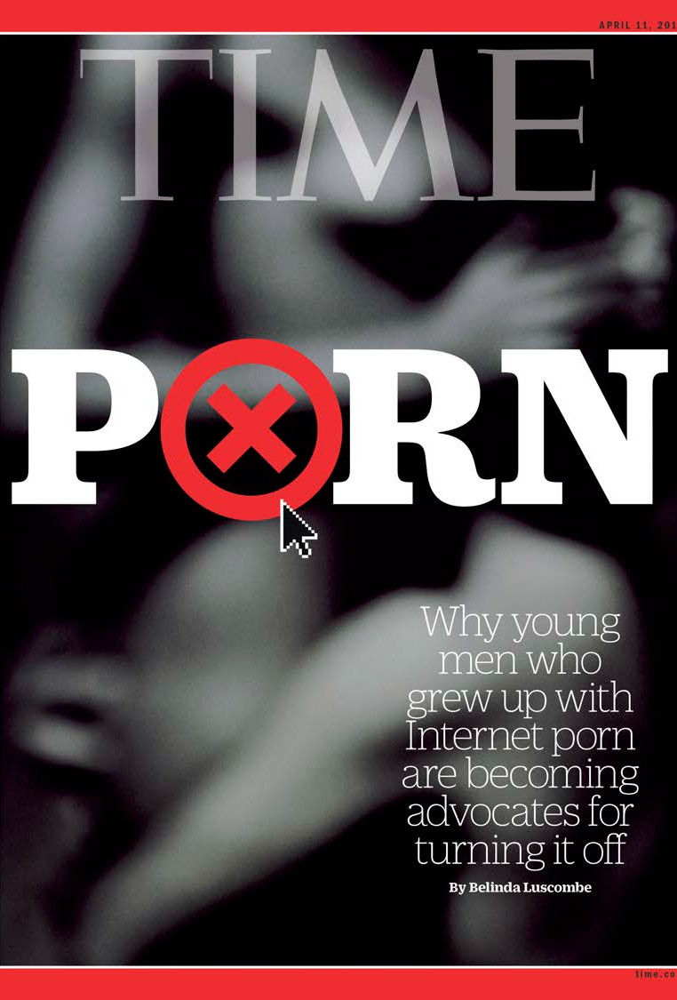 APRIL 11, 201
TIME
PORN
Why young
men who
grew up with
Internet porn
are becoming
advocates for
turning it off
By Belinda Luscombe
time.co